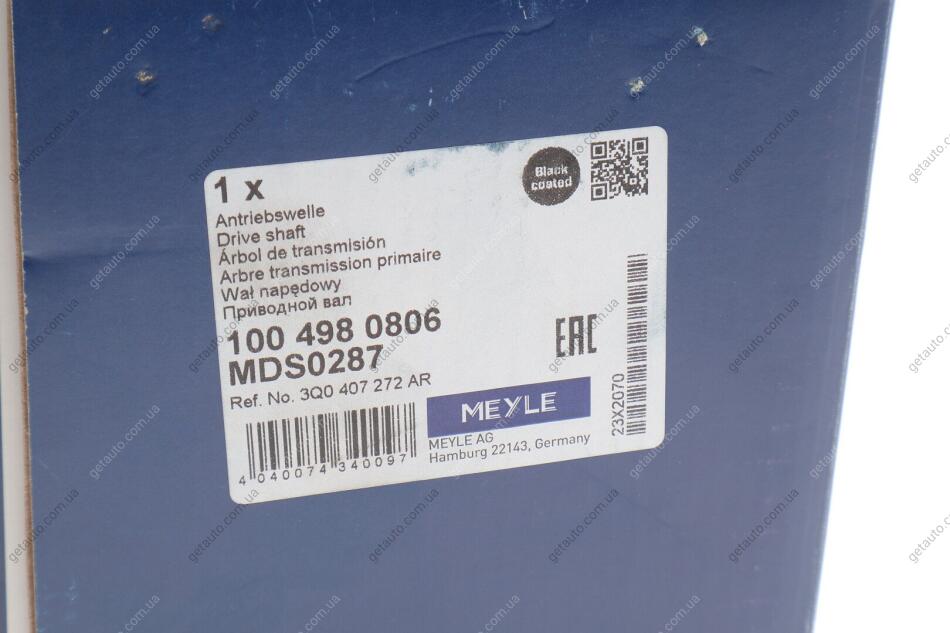 1 x
Black
coated
Antriebswelle
Drive shaft
Árbol de transmisión
Arbre transmission primaire
Wał napędowy
Приводной вал
100 498 0806
MDS0287
Ref. No. 3Q0 407 272 AR
EAC
MEYLE
MEYLE AG
Hamburg 22143, Germany
4 040074 340097
23X2070
getauto.com.ua